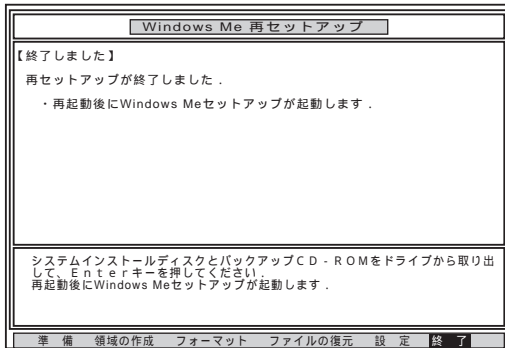 Windows Me 再セットアップ
【終了しました】
再セットアップが終了しました．
・再起動後にWindows Meセットアップが起動します．
システムインストールディスクとバックアップＣＤ‐ＲＯＭをドライブから取り出
して、Ｅｎｔｅｒキーを押してください．
再起動後にWindows Meセットアップが起動します．
準　備　領域の作成　フォーマット　ファイルの復元　設　定　終　了